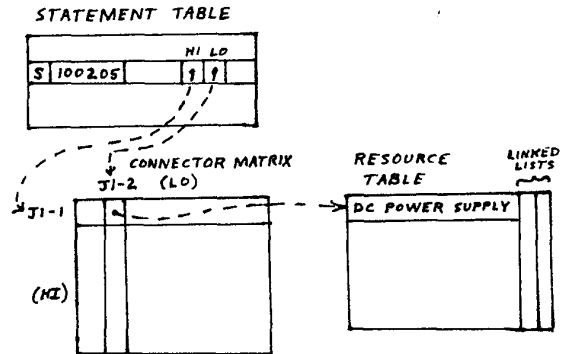 STATEMENT TABLE
HI LO
S 100205
CONNECTOR MATRIX
J1-2 (LO)
J1-1
(HI)
RESOURCE
TABLE
LINKED
LISTS
DC POWER SUPPLY